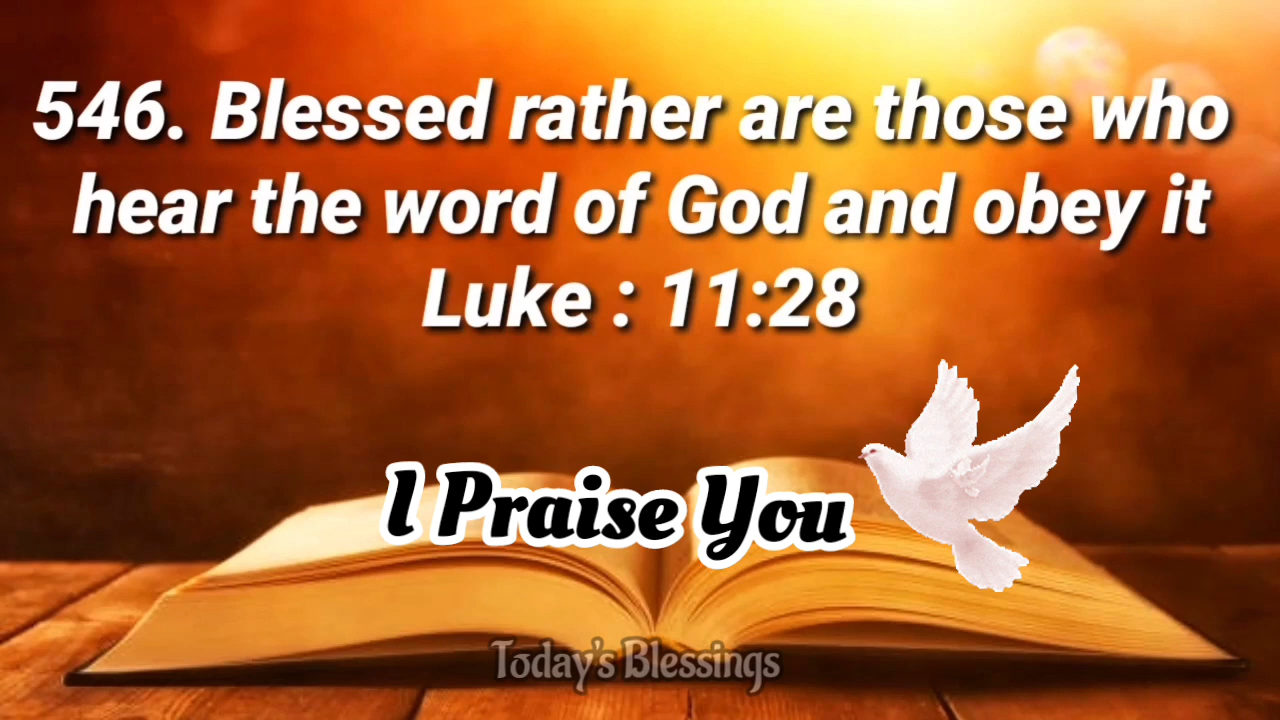 546. Blessed rather are those who
hear the word of God and obey it
Luke : 11:28
I Praise You
Today's Blessings